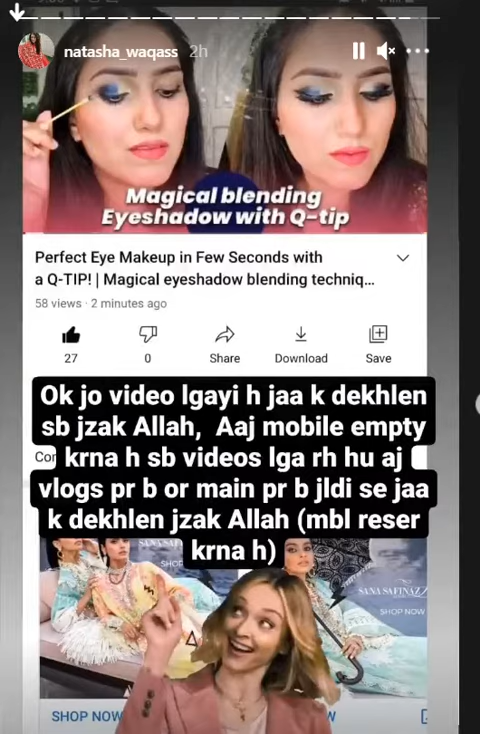 natasha_waqass 2h
Magical blending
Eyeshadow with Q-tip
Perfect Eye Makeup in Few Seconds with
a Q-TIP! | Magical eyeshadow blending techniq...
58 views · 2 minutes ago
27
0
Share
Download
Save
Ok jo video lgayi h jaa k dekhlen
sb jzak Allah, Aaj mobile empty
Cor krna h sb videos lga rh hu aj
vlogs pr b or main pr b jldi se jaa
k dekhlen jzak Allah (mbl reser
krna h)
SANA SAFINAZ
SHOP NOW
SHOP NOW